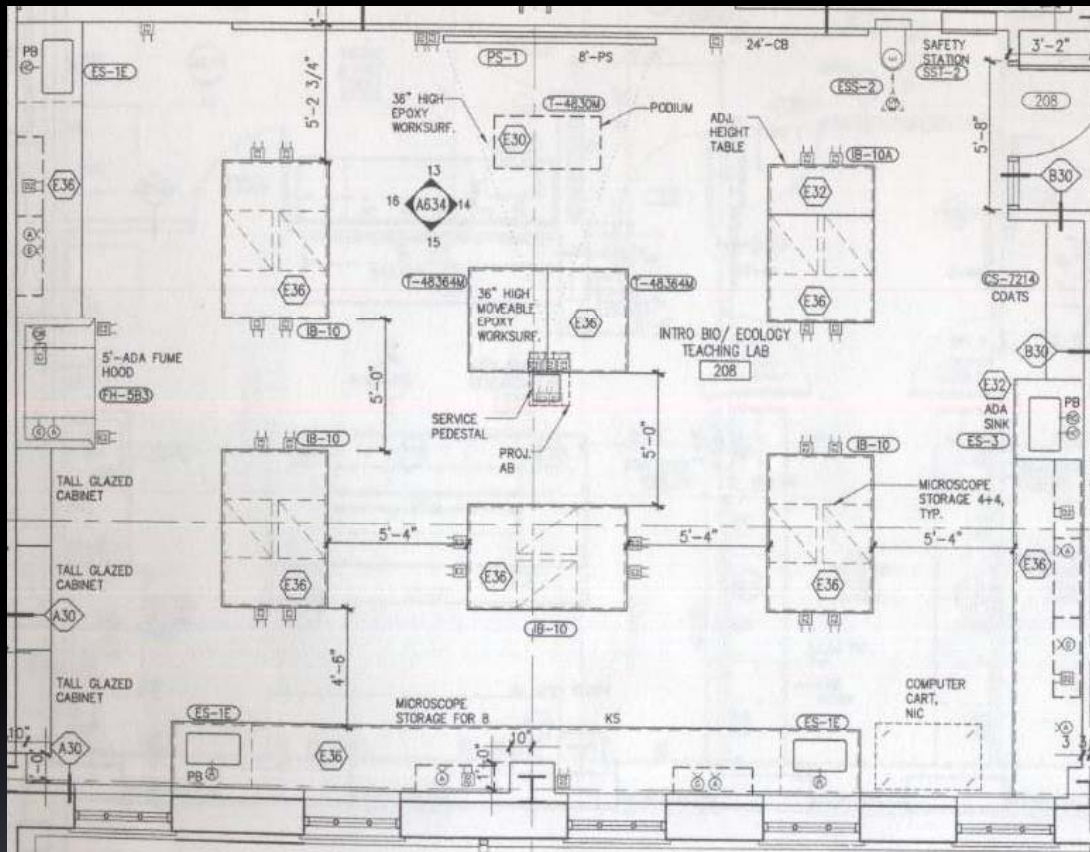 PS-1
8'-PS
24'-CB
SAFETY
STATION
SST-2
3'-2"
PB
ES-1E
ESS-2
5'-2 3/4"
36" HIGH
EPOXY
WORKSURF.
T-4830M
PODIUM
E30
ADJ.
HEIGHT
TABLE
IB-10A
208
5'-8"
B30
E36
13
16
A634
14
15
E32
E36
T-48364M
T-48364M
E36
CS-7214
COATS
36" HIGH
MOVEABLE
EPOXY
WORKSURF.
E36
IB-10
INTRO BIO/ ECOLOGY
TEACHING LAB
208
B30
5'-ADA FUME
HOOD
FH-5B3
5'-0"
E32
ADA
SINK
ES-3
PB
SERVICE
PEDESTAL
PROJ.
AB
5'-0"
IB-10
IB-10
TALL GLAZED
CABINET
MICROSCOPE
STORAGE 4+4,
TYP.
5'-4"
5'-4"
5'-4"
TALL GLAZED
CABINET
E36
E36
E36
E36
A30
IB-10
4'-6"
TALL GLAZED
CABINET
MICROSCOPE
STORAGE FOR 8
KS
COMPUTER
CART,
NIC
ES-1E
ES-1E
10"
10"
A30
E36
PB
1'-0"
3